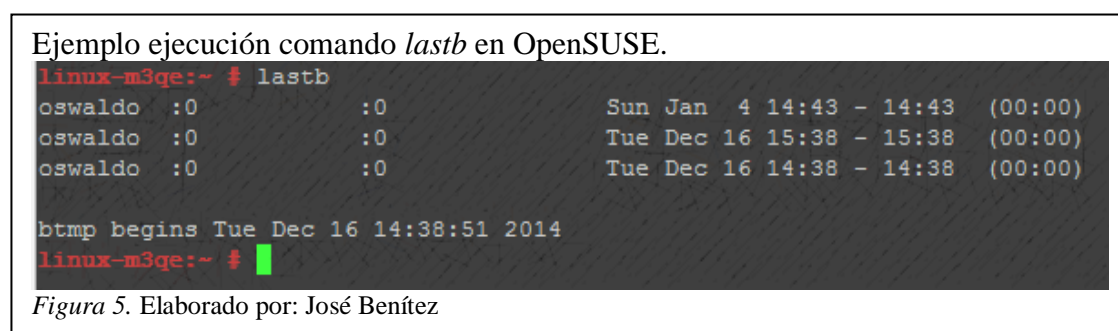 Ejemplo ejecución comando lastb en OpenSUSE.
linux-m3qe:~ # lastb
oswaldo :0 :0 Sun Jan 4 14:43 - 14:43 (00:00)
oswaldo :0 :0 Tue Dec 16 15:38 - 15:38 (00:00)
oswaldo :0 :0 Tue Dec 16 14:38 - 14:38 (00:00)
btmp begins Tue Dec 16 14:38:51 2014
linux-m3qe:~ #
Figura 5. Elaborado por: José Benítez